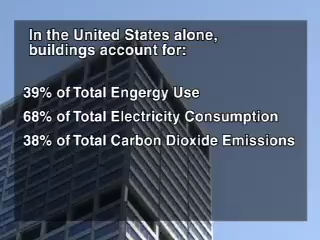 In the United States alone,
buildings account for:
39% of Total Engergy Use
68% of Total Electricity Consumption
38% of Total Carbon Dioxide Emissions